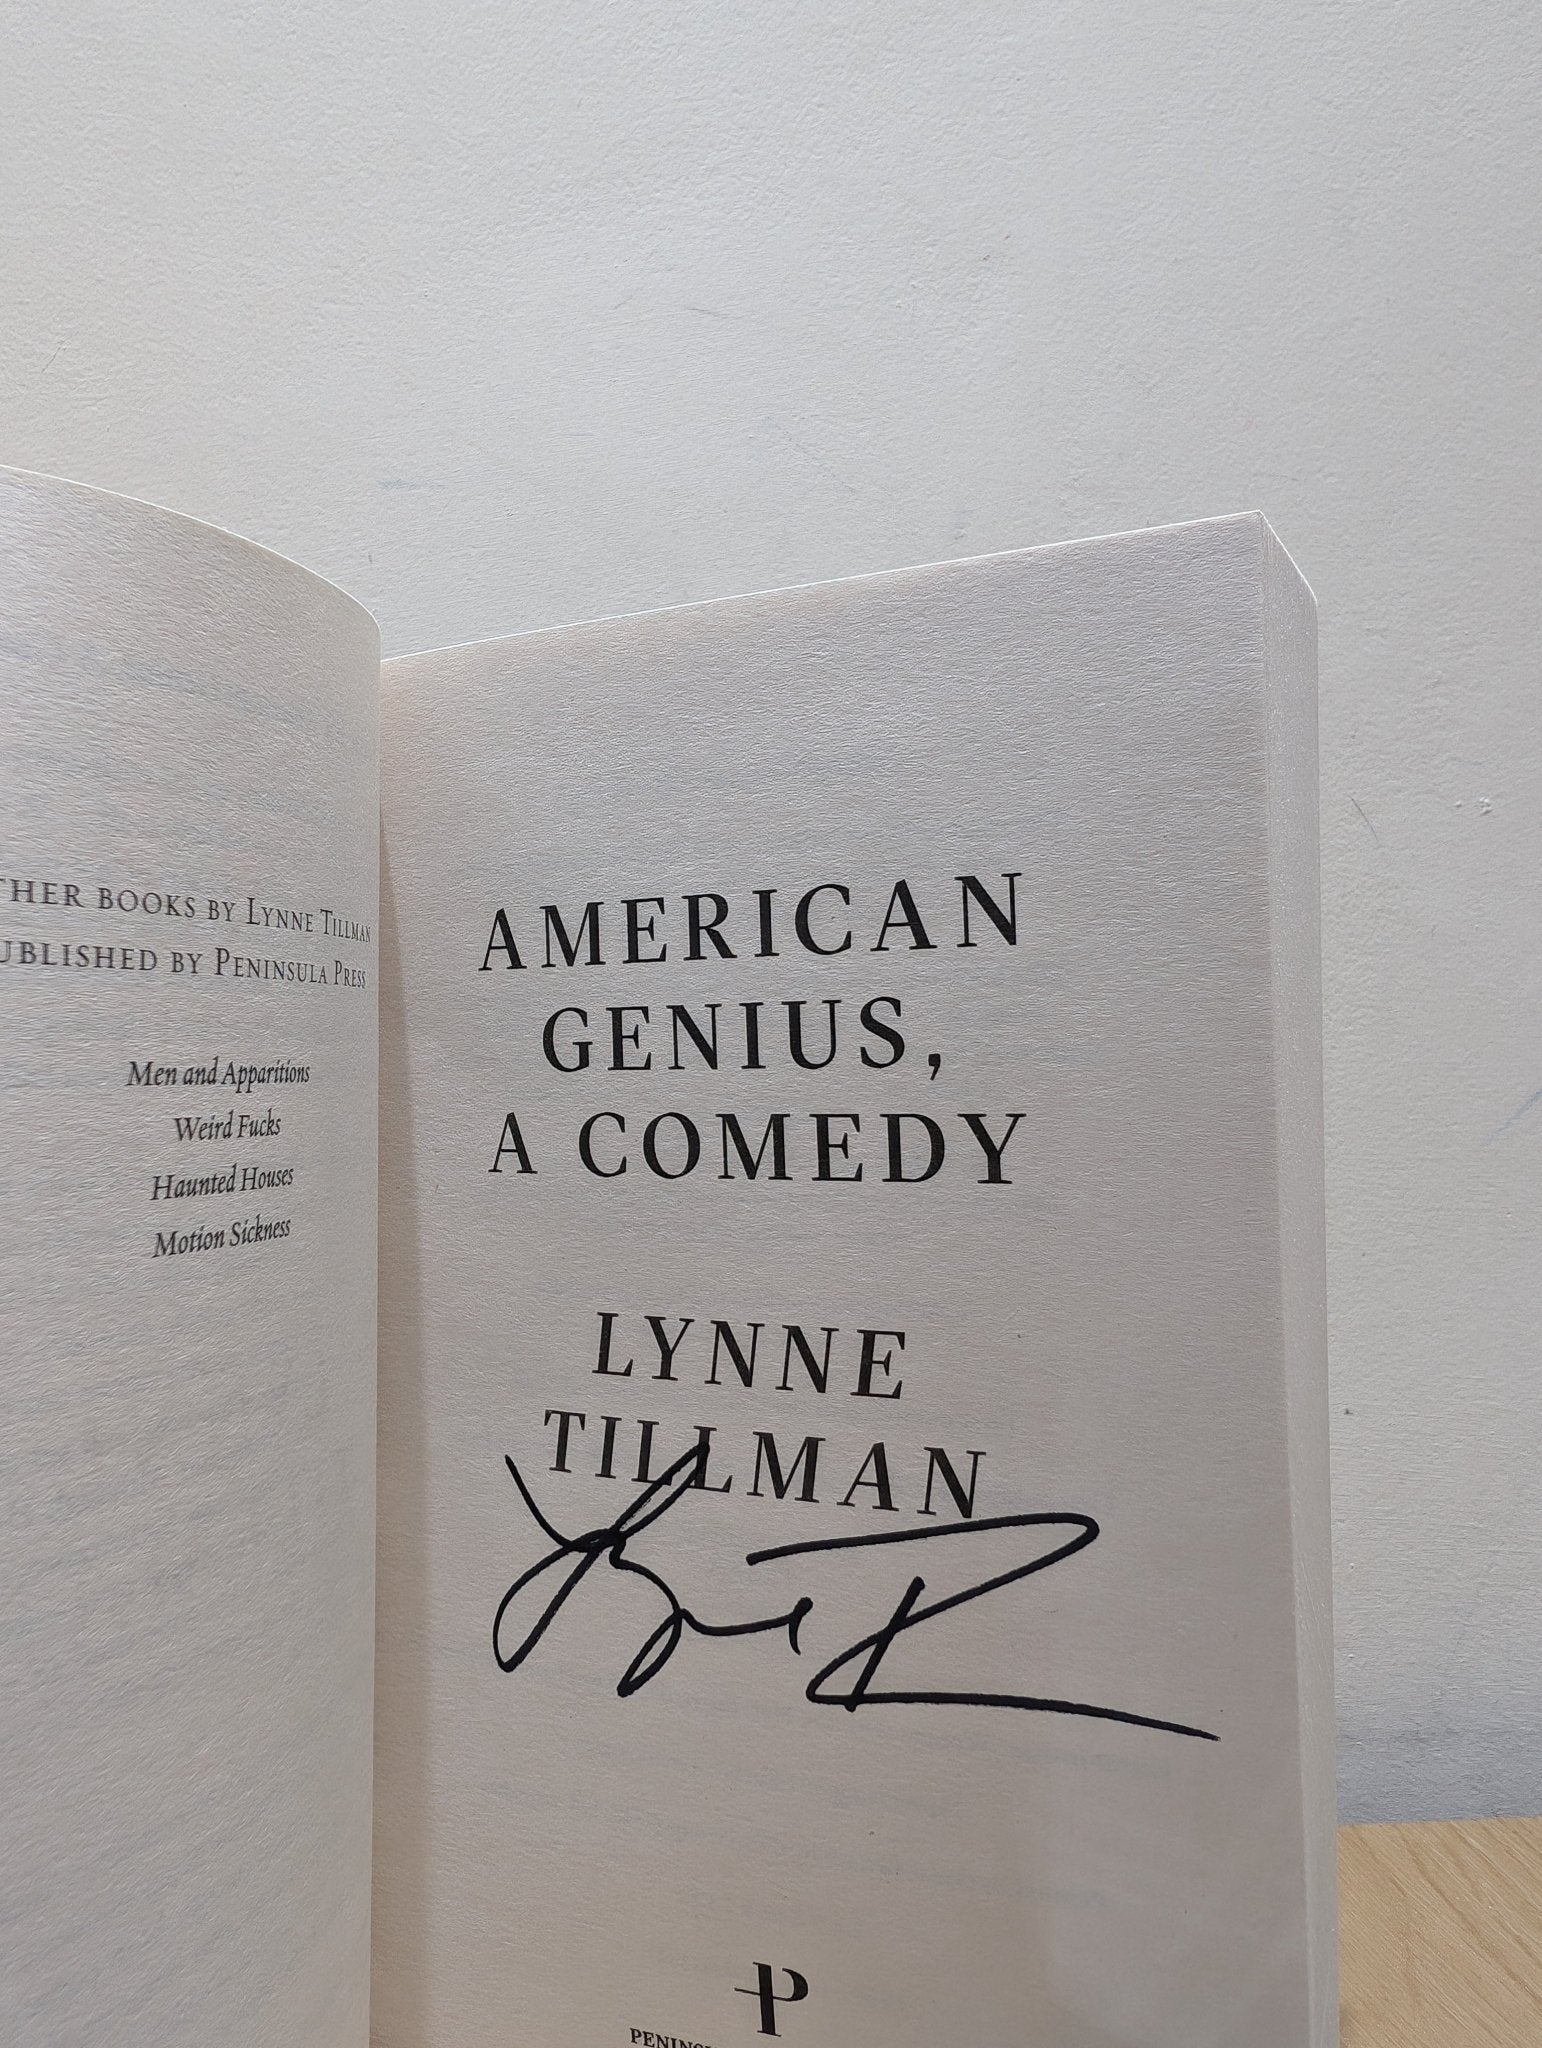 THER BOOKS BY LYNNE TILLMAN
UBLISHED BY PENINSULA PRESS
Men and Apparitions
Weird Fucks
Haunted Houses
Motion Sickness
AMERICAN
GENIUS,
A COMEDY
LYNNE
TILLMAN